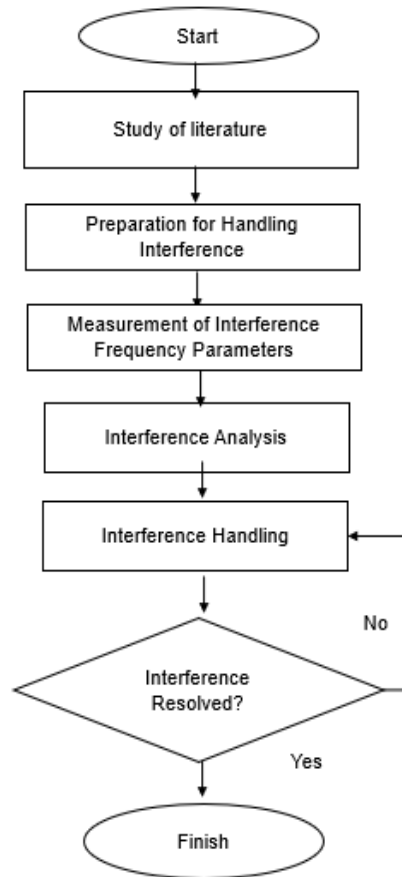 Start
Study of literature
Preparation for Handling
Interference
Measurement of Interference
Frequency Parameters
Interference Analysis
Interference Handling
No
Interference
Resolved?
Yes
Finish